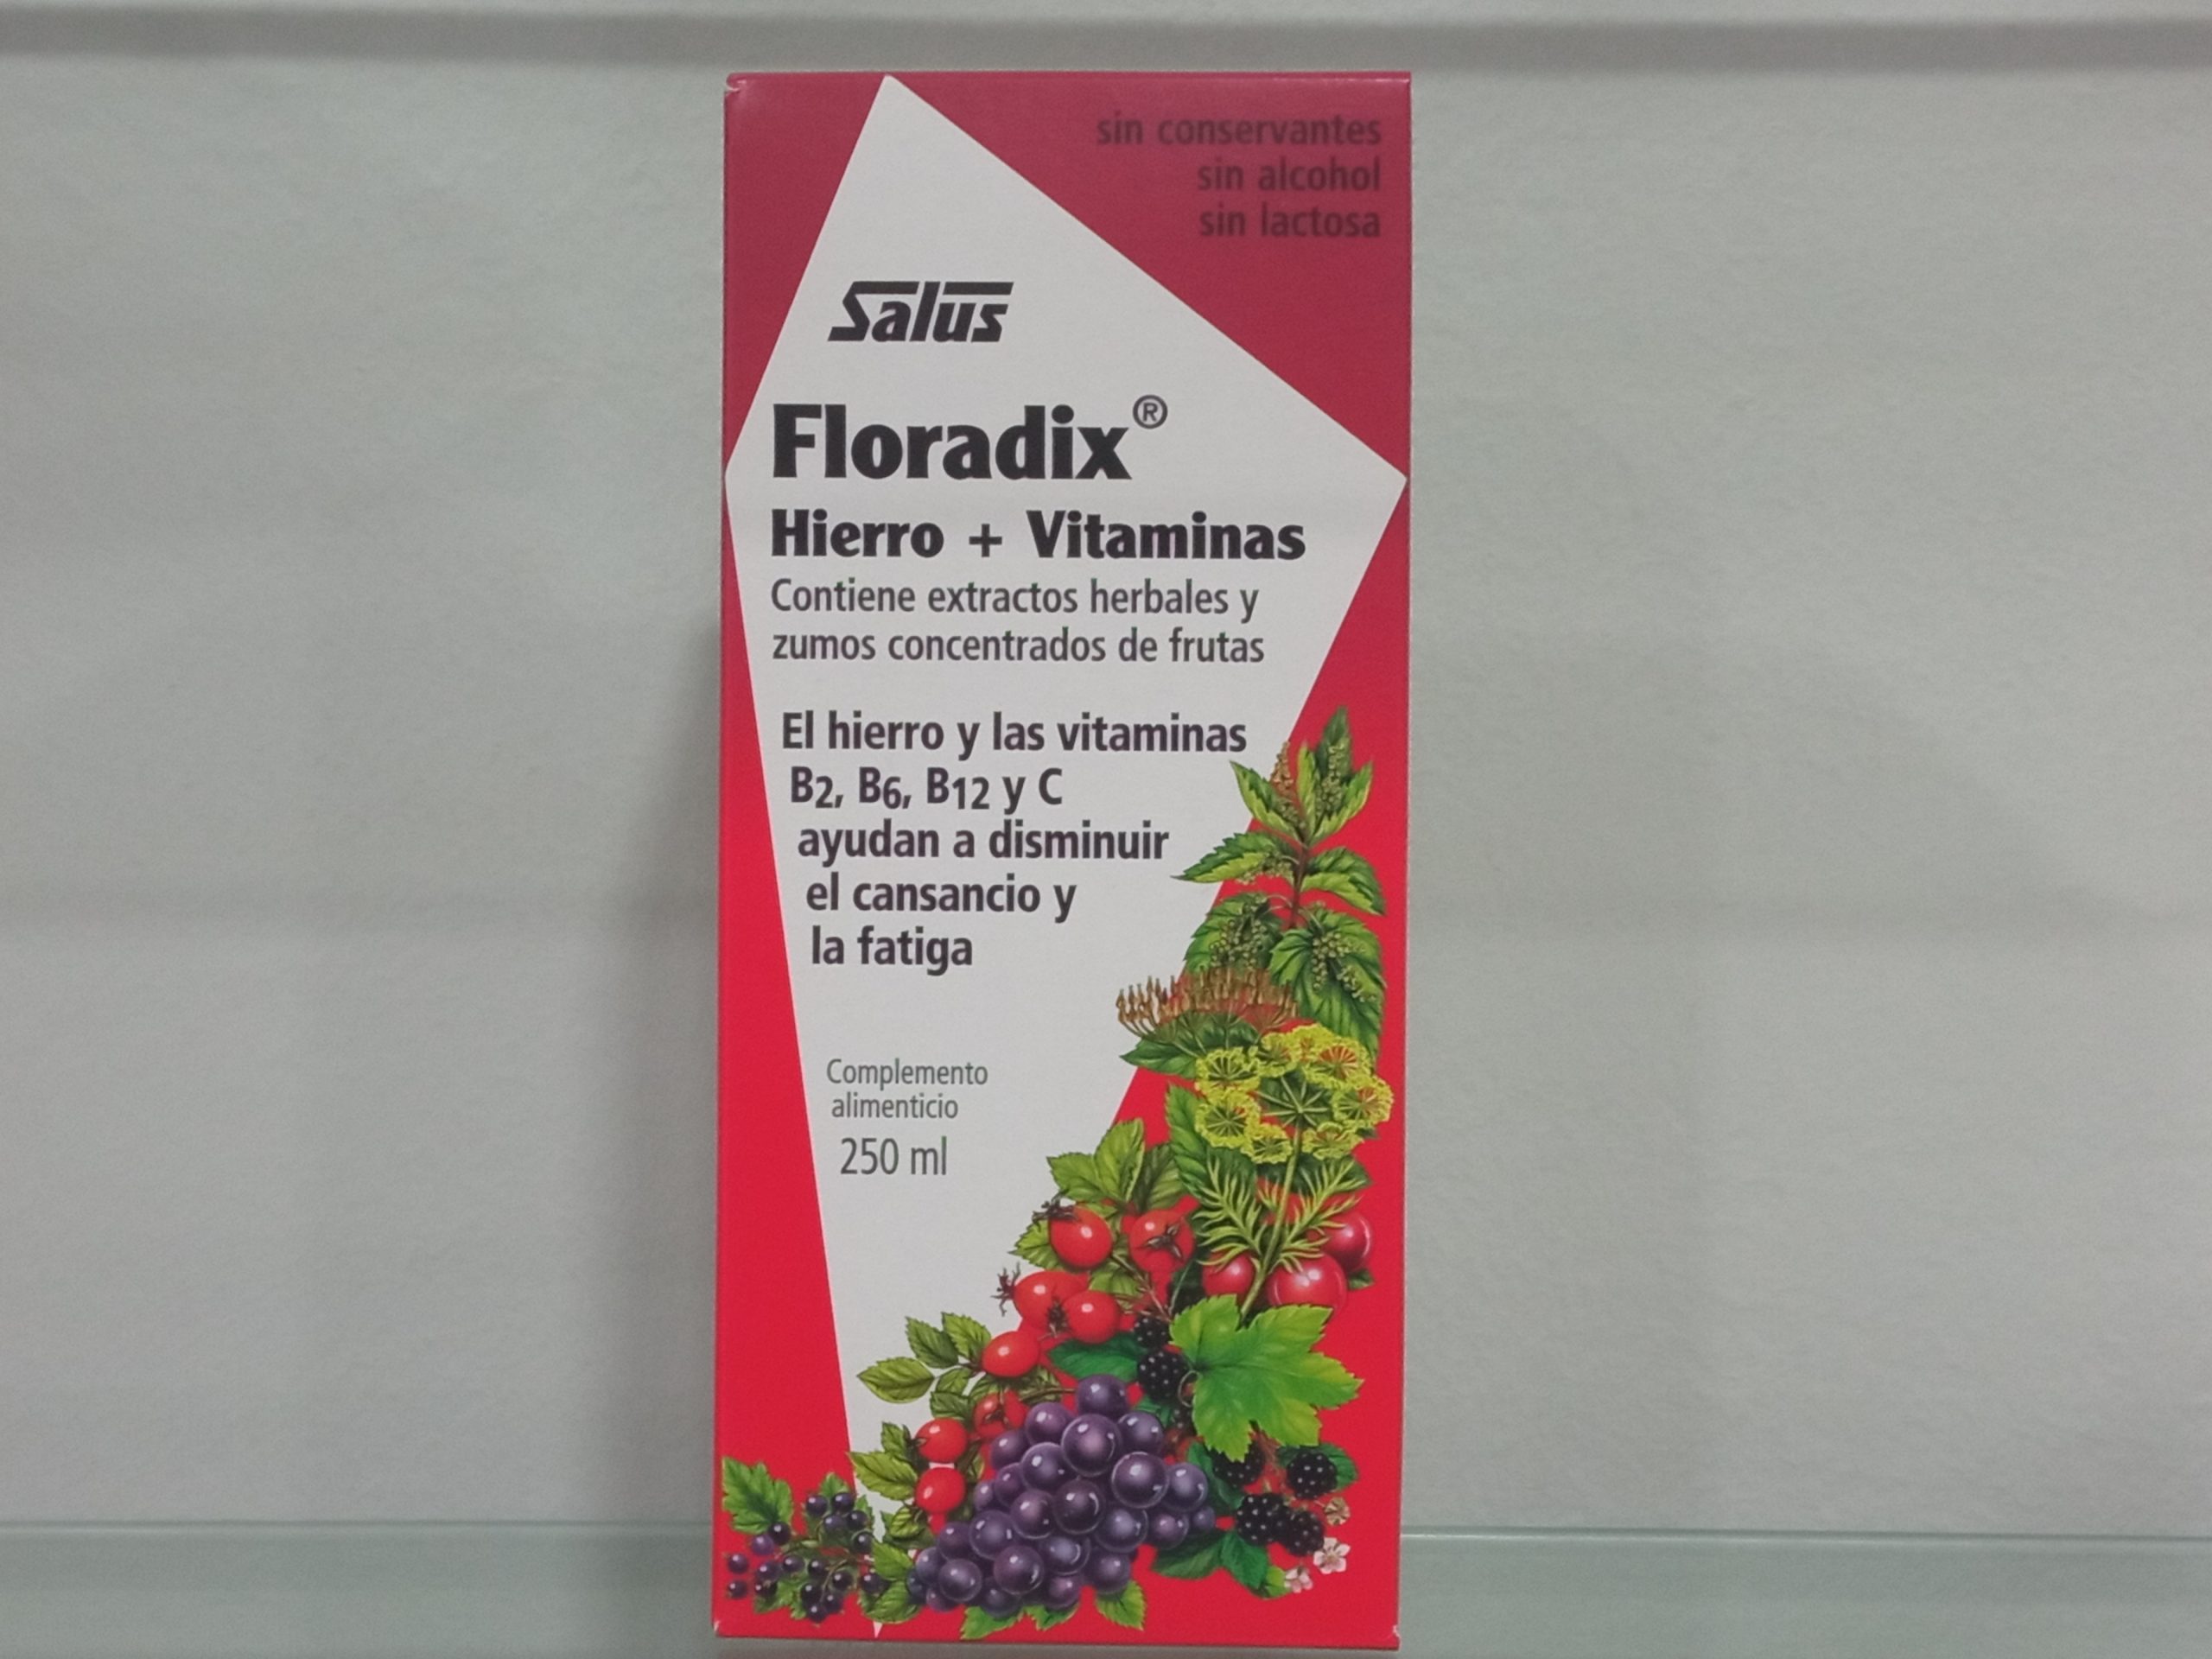 sin conservantes
sin alcohol
sin lactosa
Salus
Floradix®
Hierro + Vitaminas
Contiene extractos herbales y
zumos concentrados de frutas
El hierro y las vitaminas
B2, B6, B12 y C
ayudan a disminuir
el cansancio y
la fatiga
Complemento
alimenticio
250 ml